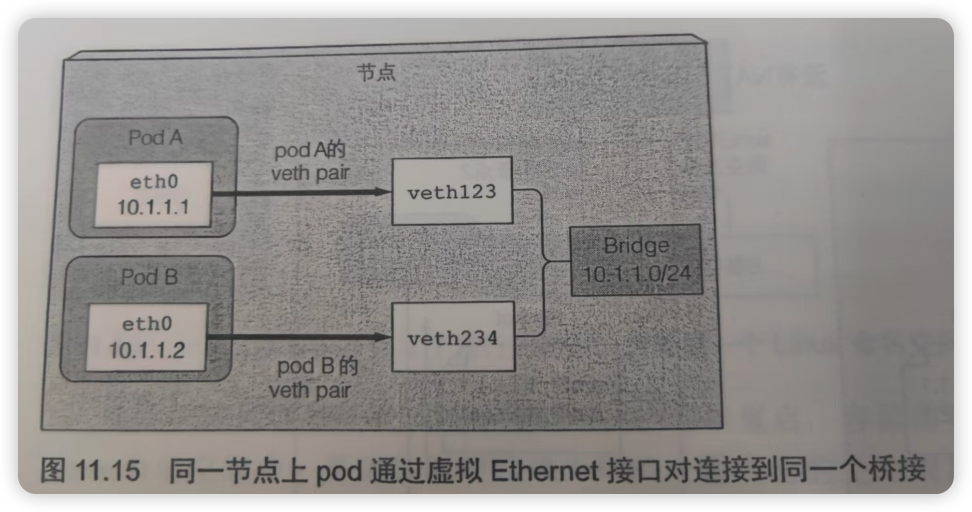 节点
Pod A
eth0
10.1.1.1
pod A的
veth pair
veth123
Bridge
10.1.1.0/24
Pod B
eth0
10.1.1.2
pod B的
veth pair
veth234
图 11.15 同一节点上 pod 通过虚拟 Ethernet 接口对连接到同一个桥接